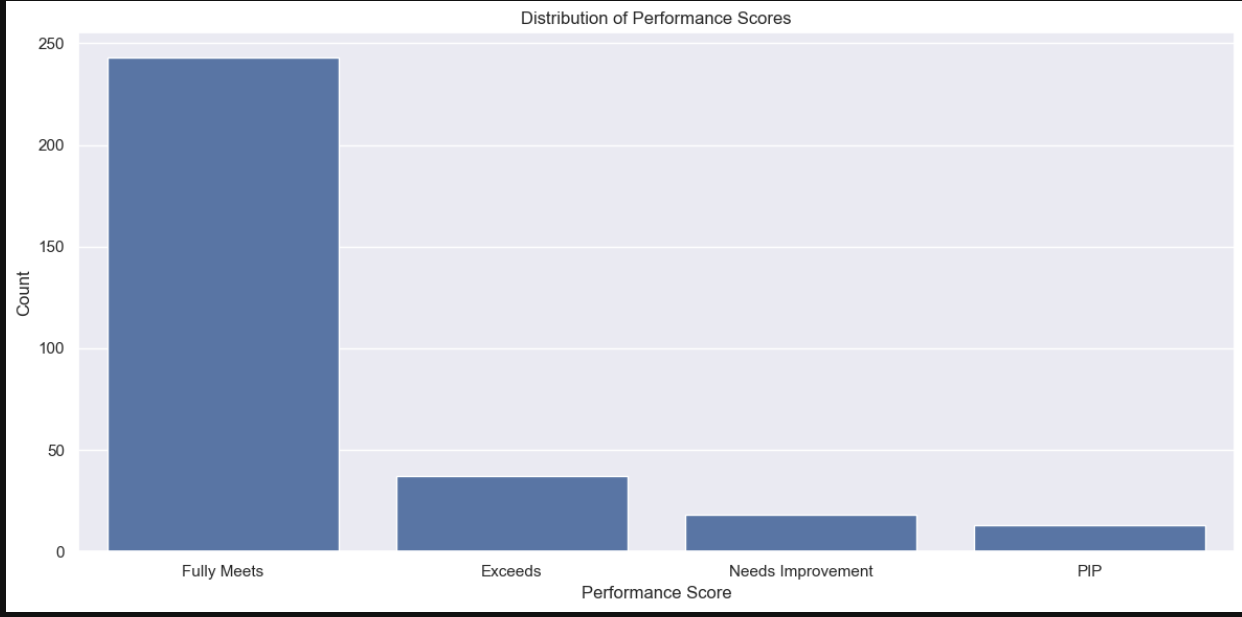 Distribution of Performance Scores
250
200
150
100
50
0
Count
Fully Meets Exceeds Needs Improvement PIP
Performance Score